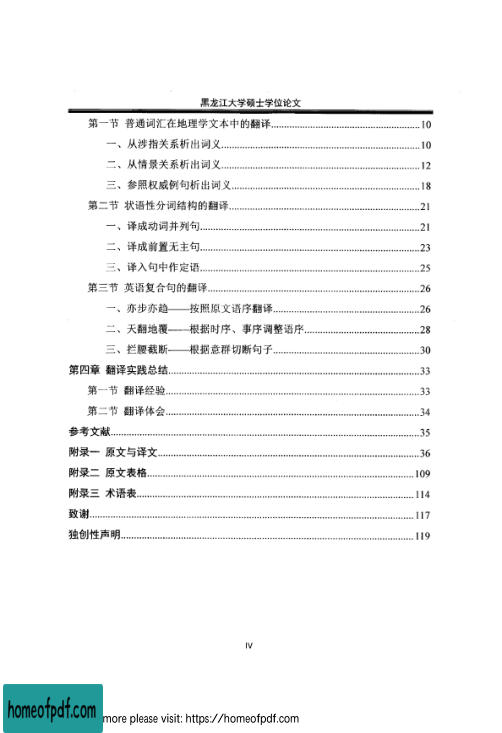 黑龙江大学硕士学位论文
第一节 普通词汇在地理学文本中的翻译....................10
一、从涉指关系析出词义....................10
二、从情景关系析出词义....................12
三、参照权威例句析出词义....................18
第二节 状语性分词结构的翻译....................21
一、译成动词并列句....................21
二、译成前置无主句....................23
三、译入句中作定语....................25
第三节 英语复合句的翻译....................26
一、亦步亦趋——按照原文语序翻译....................26
二、天翻地覆——根据时序、事序调整语序....................28
三、拦腰截断——根据意群切断句子....................30
第四章 翻译实践总结....................33
第一节 翻译经验....................33
第二节 翻译体会....................34
参考文献....................35
附录一 原文与译文....................36
附录二 原文表格....................109
附录三 术语表....................114
致谢....................117
独创性声明....................119
IV
homeofpdf.com
more please visit: https://homeofpdf.com